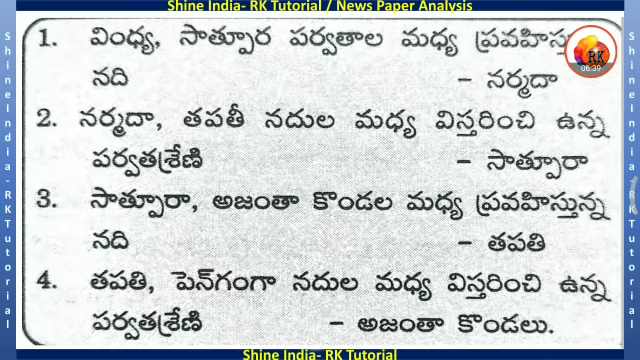 Shine India- RK Tutorial / News Paper Analysis
1. వింధ్య, సాత్పూర పర్వతాల మధ్య
నది – నర్మదా
2. నర్మదా, తపతీ నదుల మధ్య విస్తరించి ఉన్న
పర్వతశ్రేణి – సాత్పూరా
3. సాత్పూరా, అజంతా కొండల మధ్య ప్రవహిస్తున్న
నది – తపతి
4. తపతి, పెన్‌గంగా నదుల మధ్య విస్తరించి ఉన్న
పర్వతశ్రేణి – అజంతా కొండలు.
RK
06:39
ShineIndia-RKTutorial
ShineIndia-RKTutorial
Shine India- RK Tutorial